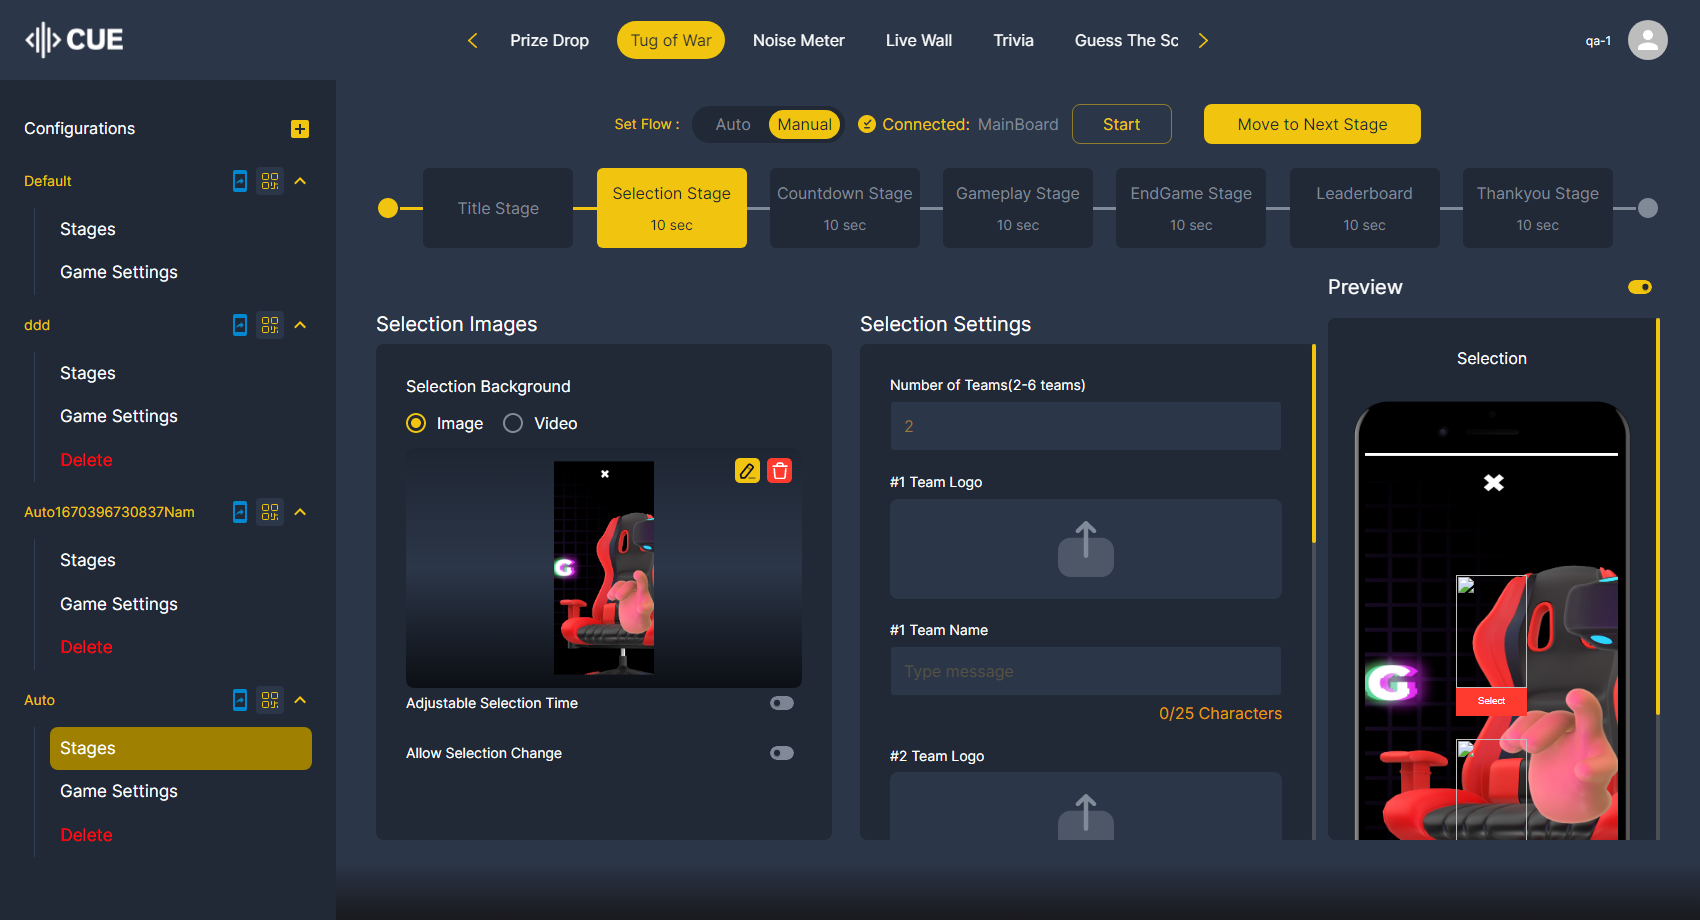 CUE
Prize Drop
Tug of War
Noise Meter
Live Wall
Trivia
Guess The Sc
qa-1
Configurations
Default
Stages
Game Settings
ddd
Stages
Game Settings
Delete
Auto1670396730837Nam
Stages
Game Settings
Delete
Auto
Stages
Game Settings
Delete
Set Flow :
Auto
Manual
Connected: MainBoard
Start
Move to Next Stage
Title Stage
Selection Stage
10 sec
Countdown Stage
10 sec
Gameplay Stage
10 sec
EndGame Stage
10 sec
Leaderboard
10 sec
Thankyou Stage
10 sec
Selection Images
Selection Background
Image
Video
G
Adjustable Selection Time
Allow Selection Change
Selection Settings
Number of Teams(2-6 teams)
2
#1 Team Logo
#1 Team Name
Type message
0/25 Characters
#2 Team Logo
Preview
Selection
G
Select